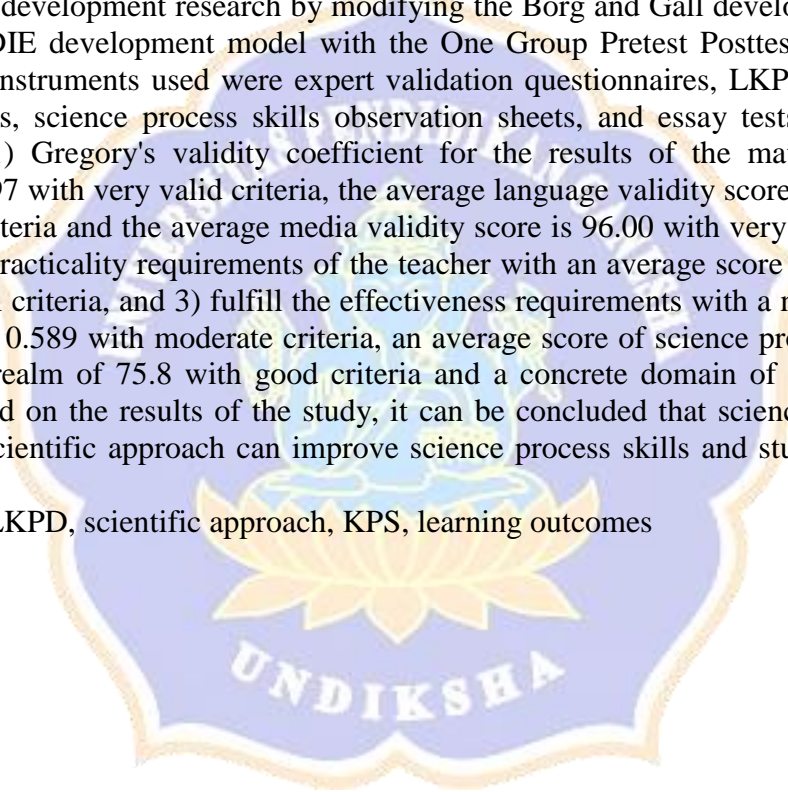 development research by modifying the Borg and Gall develo
DIE development model with the One Group Pretest Posttes
nstruments used were expert validation questionnaires, LKP
s, science process skills observation sheets, and essay tests
) Gregory's validity coefficient for the results of the ma
97 with very valid criteria, the average language validity score
teria and the average media validity score is 96.00 with very
racticality requirements of the teacher with an average score
criteria, and 3) fulfill the effectiveness requirements with a
0.589 with moderate criteria, an average score of science pro
realm of 75.8 with good criteria and a concrete domain of
d on the results of the study, it can be concluded that scienc
cientific approach can improve science process skills and stu
LKPD, scientific approach, KPS, learning outcomes
UNIVERSITAS PENDIDIKAN GANESHA
UNDIKSHA